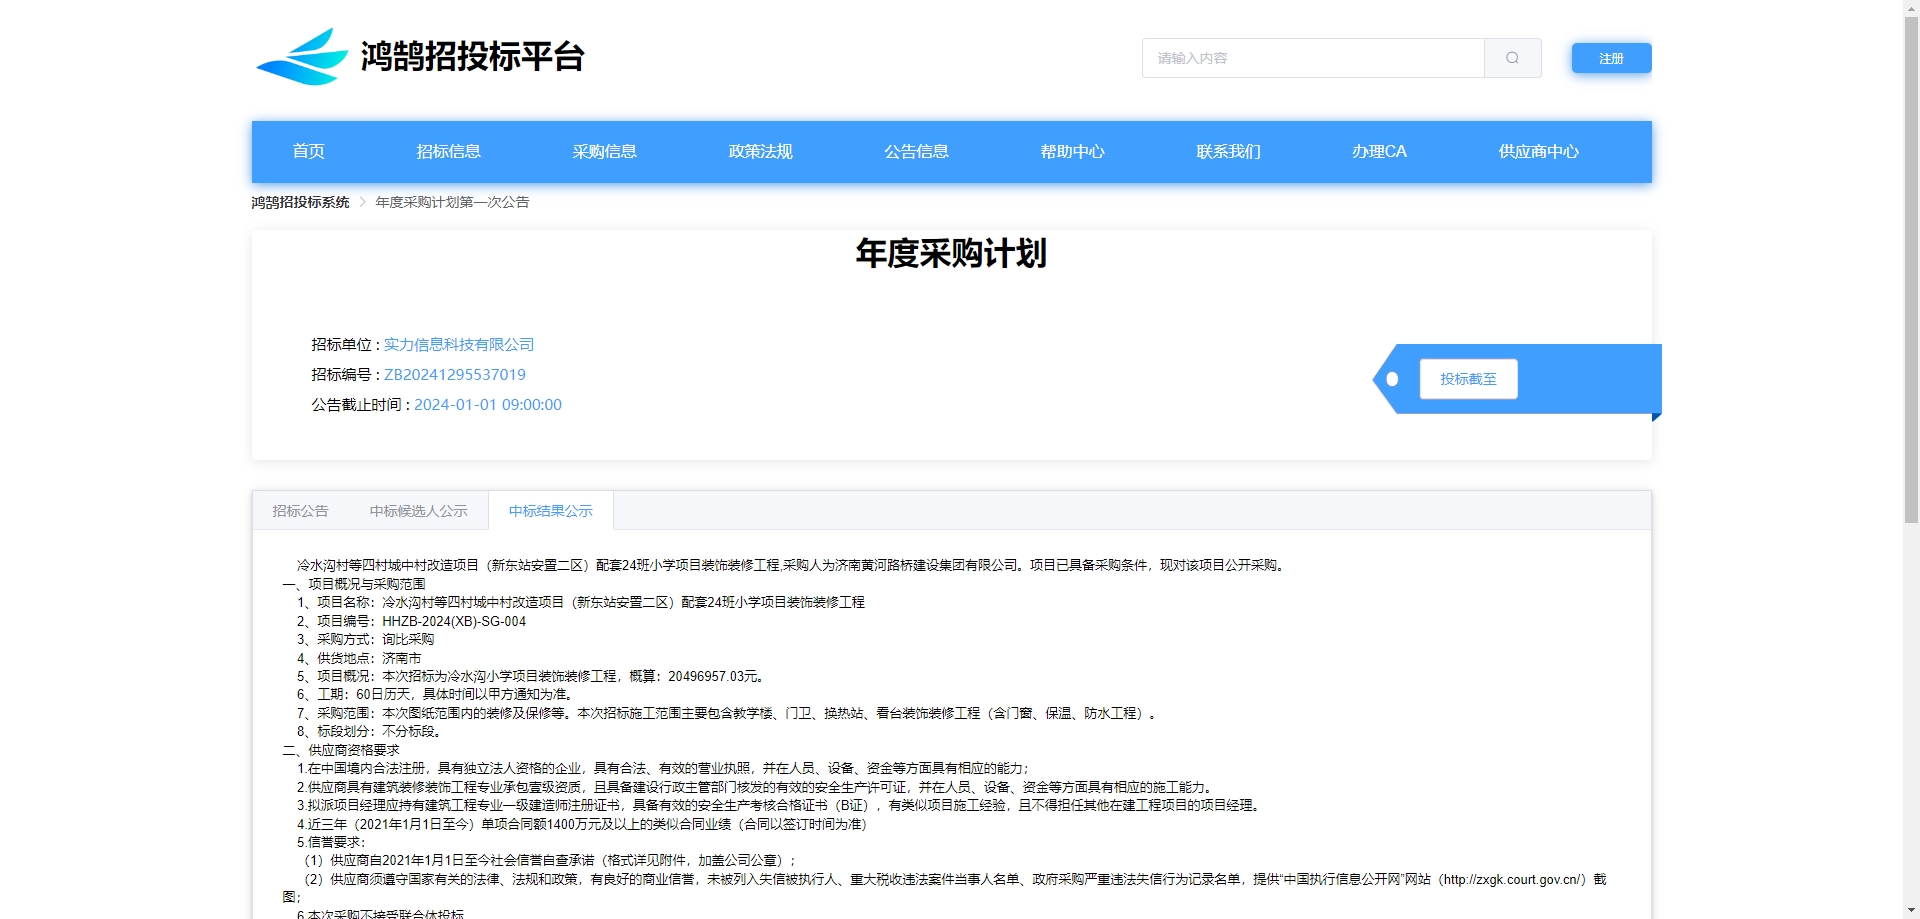 鸿鹄招投标平台
请输入内容
注册
首页 招标信息 采购信息 政策法规 公告信息 帮助中心 联系我们 办理CA 供应商中心
鸿鹄招投标系统 > 年度采购计划第一次公告
年度采购计划
招标单位 : 实力信息科技有限公司
招标编号 : ZB20241295537019
公告截止时间 : 2024-01-01 09:00:00
投标截至
招标公告 中标候选人公示 中标结果公示
冷水沟村等四村城中村改造项目（新东站安置二区）配套24班小学项目装饰装修工程,采购人为济南黄河路桥建设集团有限公司。项目已具备采购条件，现对该项目公开采购。
一、项目概况与采购范围
1、项目名称：冷水沟村等四村城中村改造项目（新东站安置二区）配套24班小学项目装饰装修工程
2、项目编号：HHZB-2024(XB)-SG-004
3、采购方式：询比采购
4、供货地点：济南市
5、项目概况：本次招标为冷水沟小学项目装饰装修工程，概算：20496957.03元。
6、工期：60日历天，具体时间以甲方通知为准。
7、采购范围：本次图纸范围内的装修及保修等。本次招标施工范围主要包含教学楼、门卫、换热站、看台装饰装修工程（含门窗、保温、防水工程）。
8、标段划分：不分标段。
二、供应商资格要求
1.在中国境内合法注册，具有独立法人资格的企业，具有合法、有效的营业执照，并在人员、设备、资金等方面具有相应的能力；
2.供应商具有建筑装修装饰工程专业承包壹级资质，且具备建设行政主管部门核发的有效的安全生产许可证，并在人员、设备、资金等方面具有相应的施工能力。
3.拟派项目经理应持有建筑工程专业一级建造师注册证书，具备有效的安全生产考核合格证书（B证），有类似项目施工经验，且不得担任其他在建工程项目的项目经理。
4.近三年（2021年1月1日至今）单项合同额1400万元及以上的类似合同业绩（合同以签订时间为准）
5.信誉要求：
（1）供应商自2021年1月1日至今社会信誉自查承诺（格式详见附件，加盖公司公章）；
（2）供应商须遵守国家有关的法律、法规和政策，有良好的商业信誉，未被列入失信被执行人、重大税收违法案件当事人名单、政府采购严重违法失信行为记录名单，提供“中国执行信息公开网”网站（http://zxgk.court.gov.cn/）截
图；
6.本次采购不接受联合体投标